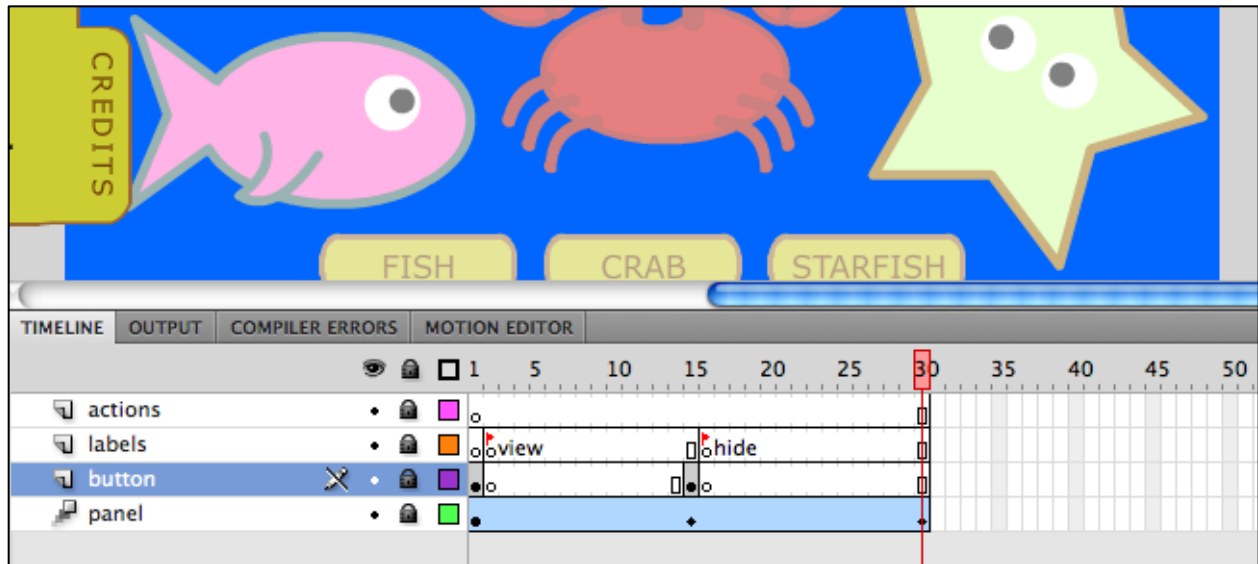 CREDITS
FISH CRAB STARFISH
TIMELINE OUTPUT COMPILER ERRORS MOTION EDITOR
1 5 10 15 20 25 30 35 40 45 50
actions
labels view hide
button
panel